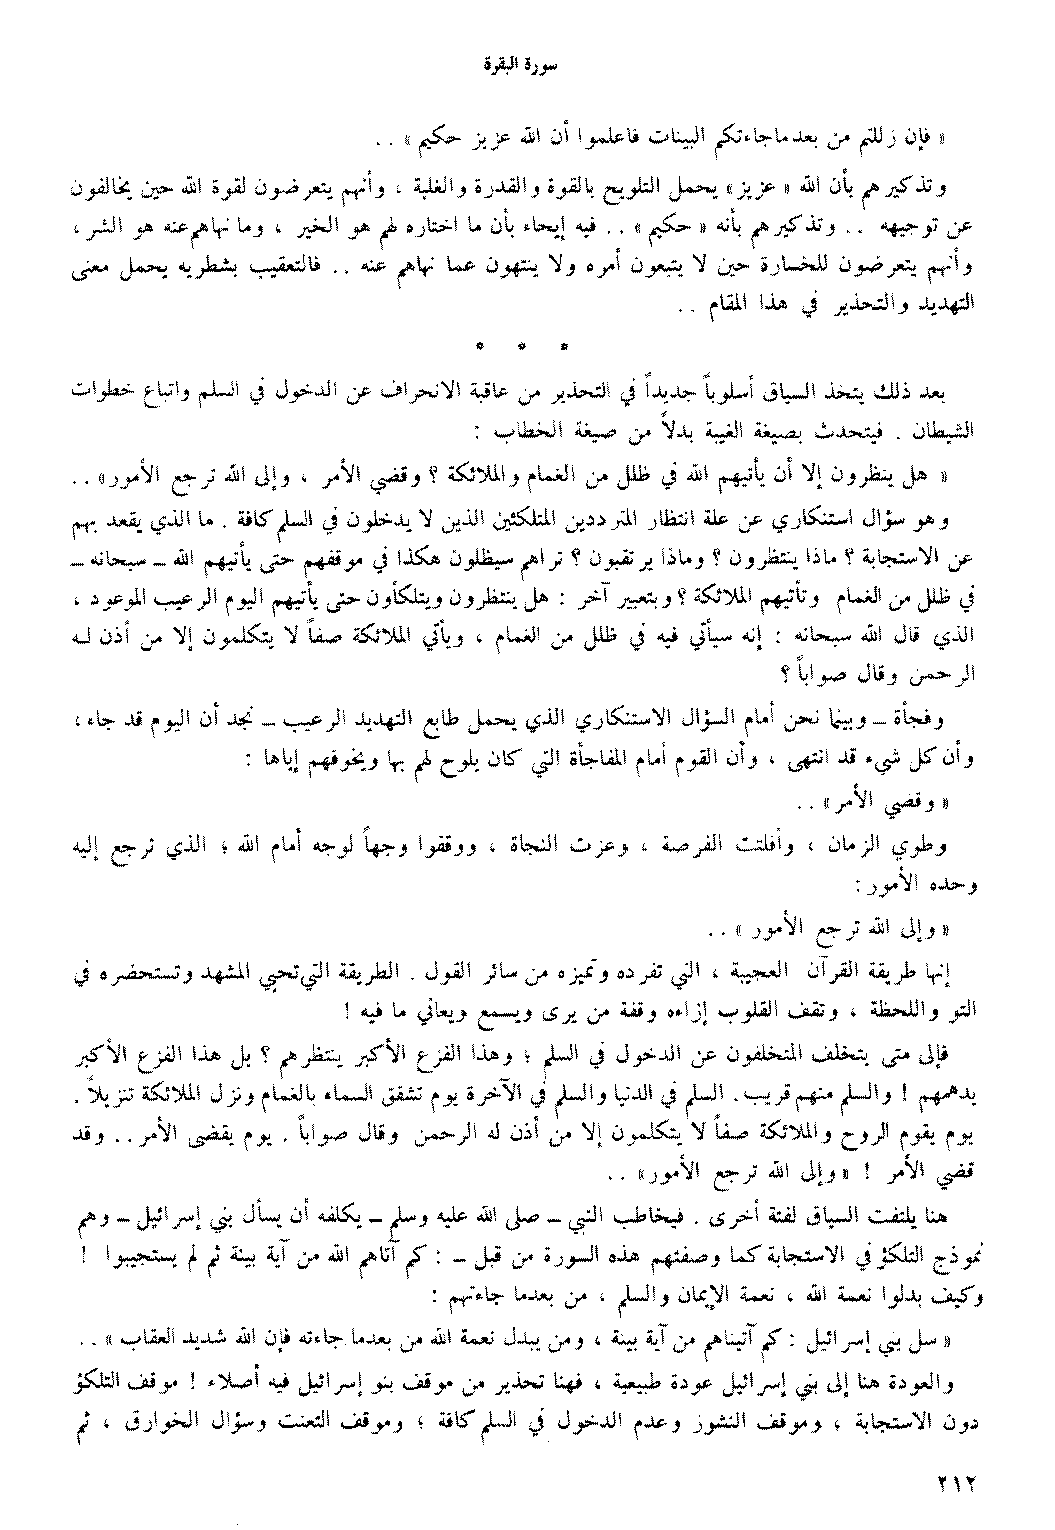 سورة البقرة
« فإن زللتم من بعد ما جاءتكم البينات فاعلموا أن الله عزيز حكيم » . .
وتذكيرهم بأن الله « عزيز » يحمل التلويح بالقوة والقدرة والغلبة ، وأنهم يتعرضون لقوة الله حين يخالفون
عن توجيهه . . وتذكيرهم بأنه « حكيم » . . فيه إيحاء بأن ما اختاره لهم هو الخير ، وما نهاهم عنه هو الشر ،
وأنهم يتعرضون للخسارة حين لا يتبعون أمره ولا ينتهون عما نهاهم عنه . . فالتعقيب بشطريه يحمل معنى
التهديد والتحذير في هذا المقام . .
* * *
بعد ذلك يتخذ السياق أسلوباً جديداً في التحذير من عاقبة الانحراف عن الدخول في السلم واتباع خطوات
الشيطان . فيتحدث بصيغة الغيبة بدلاً من صيغة الخطاب :
« هل ينظرون إلا أن يأتيهم الله في ظلل من الغمام والملائكة ؟ وقضي الأمر ، وإلى الله ترجع الأمور» . .
وهو سؤال استنكاري عن علة انتظار المترددين المتلكئين الذين لا يدخلون في السلم كافة . ما الذي يقعد بهم
عن الاستجابة ؟ ماذا ينتظرون ؟ وماذا يرتقبون ؟ تراهم سيظلون هكذا في موقفهم حتى يأتيهم الله ــ سبحانه ــ
في ظلل من الغمام وتأتيهم الملائكة ؟ وبتعبير آخر : هل ينتظرون ويتلكأون حتى يأتيهم اليوم الرعيب الموعود ،
الذي قال الله سبحانه : إنه سيأتي فيه في ظلل من الغمام ، ويأتي الملائكة صفاً لا يتكلمون إلا من أذن لـه
الرحمن وقال صواباً ؟
وفجأة ــ وبينما نحن أمام السؤال الاستنكاري الذي يحمل طابع التهديد الرعيب ــ نجد أن اليوم قد جاء ،
وأن كل شيء قد انتهى ، وأن القوم أمام المفاجأة التي كان يلوح لهم بها ويخوفهم إياها :
« وقضي الأمر» . .
وطوي الزمان ، وأفلتت الفرصة ، وعزت النجاة ، ووقفوا وجهاً لوجه أمام الله ؛ الذي ترجع إليه
وحده الأمور :
« وإلى الله ترجع الأمور » . .
إنها طريقة القرآن العجيبة ، التي تفرده وتميزه من سائر القول . الطريقة التي تحيي المشهد وتستحضره في
التو واللحظة ، وتقف القلوب إزاءه وقفة من يرى ويسمع ويعاني ما فيه !
فإلى متى يتخلف المتخلفون عن الدخول في السلم ؛ وهذا الفزع الأكبر ينتظرهم ؟ بل هذا الفزع الأكبر
يدهمهم ! والسلم منهم قريب . السلم في الدنيا والسلم في الآخرة يوم تشقق السماء بالغمام ونزل الملائكة تنزيلاً .
يوم يقوم الروح والملائكة صفاً لا يتكلمون إلا من أذن له الرحمن وقال صواباً . يوم يقضى الأمر . . وقد
قضي الأمر ! « وإلى الله ترجع الأمور» . .
هنا يلتفت السياق لفتة أخرى . فيخاطب النبي ــ صلى الله عليه وسلم ــ يكلفه أن يسأل بني إسرائيل ــ وهم
نموذج التلكؤ في الاستجابة كما وصفتهم هذه السورة من قبل ــ : كم آتاهم الله من آية بينة ثم لم يستجيبوا !
وكيف بدلوا نعمة الله ، نعمة الإيمان والسلم ، من بعدما جاءتهم :
« سل بني إسرائيل : كم آتيناهم من آية بينة ، ومن يبدل نعمة الله من بعدما جاءته فإن الله شديد العقاب » . .
والعودة هنا إلى بني إسرائيل عودة طبيعية ، فهنا تحذير من موقف بنو إسرائيل فيه أصلاء ! موقف التلكؤ
دون الاستجابة ، وموقف النشوز وعدم الدخول في السلم كافة ؛ وموقف التعنت وسؤال الخوارق ، ثم
٢١٢